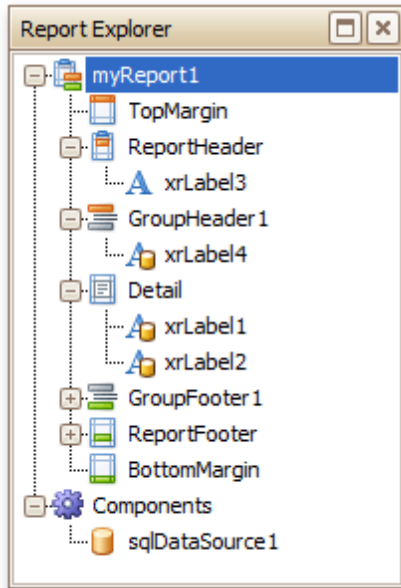 Report Explorer
myReport1
TopMargin
ReportHeader
xrLabel3
GroupHeader1
xrLabel4
Detail
xrLabel1
xrLabel2
GroupFooter1
ReportFooter
BottomMargin
Components
sqlDataSource1